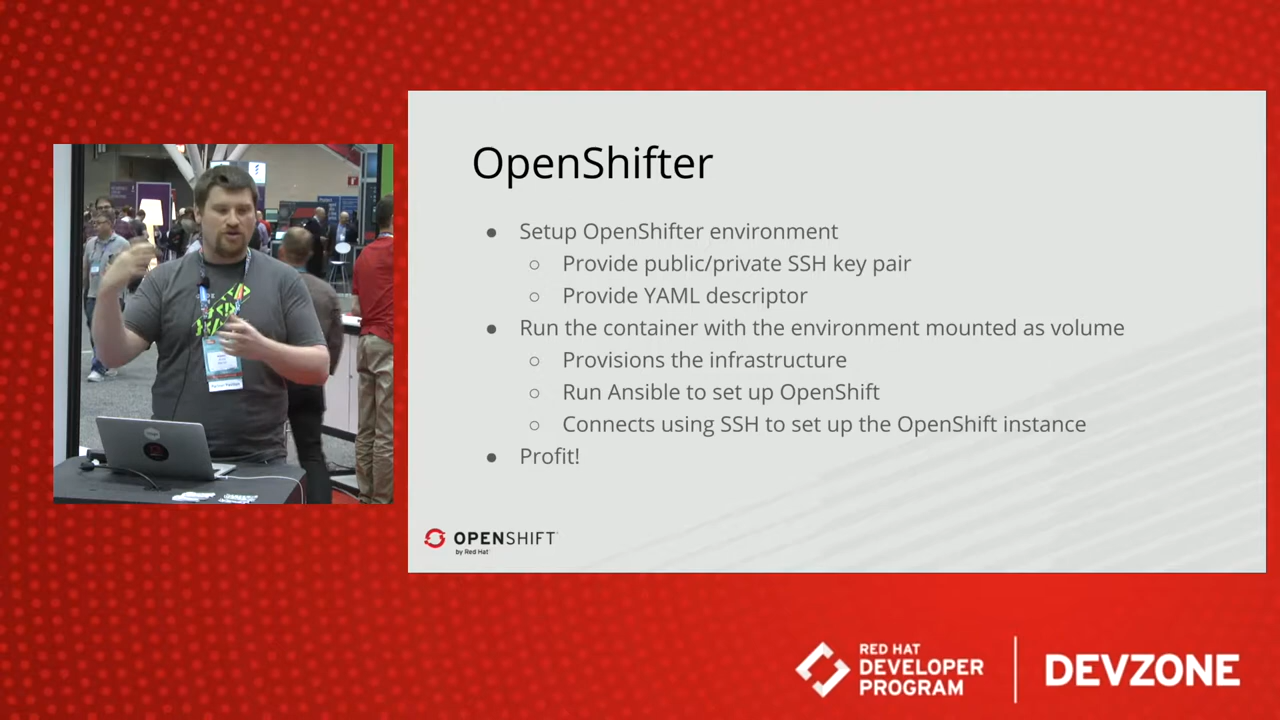 OpenShifter
● Setup OpenShifter environment
○ Provide public/private SSH key pair
○ Provide YAML descriptor
● Run the container with the environment mounted as volume
○ Provisions the infrastructure
○ Run Ansible to set up OpenShift
○ Connects using SSH to set up the OpenShift instance
● Profit!
OPENSHIFT
by Red Hat
RED HAT
DEVELOPER
PROGRAM
DEVZONE